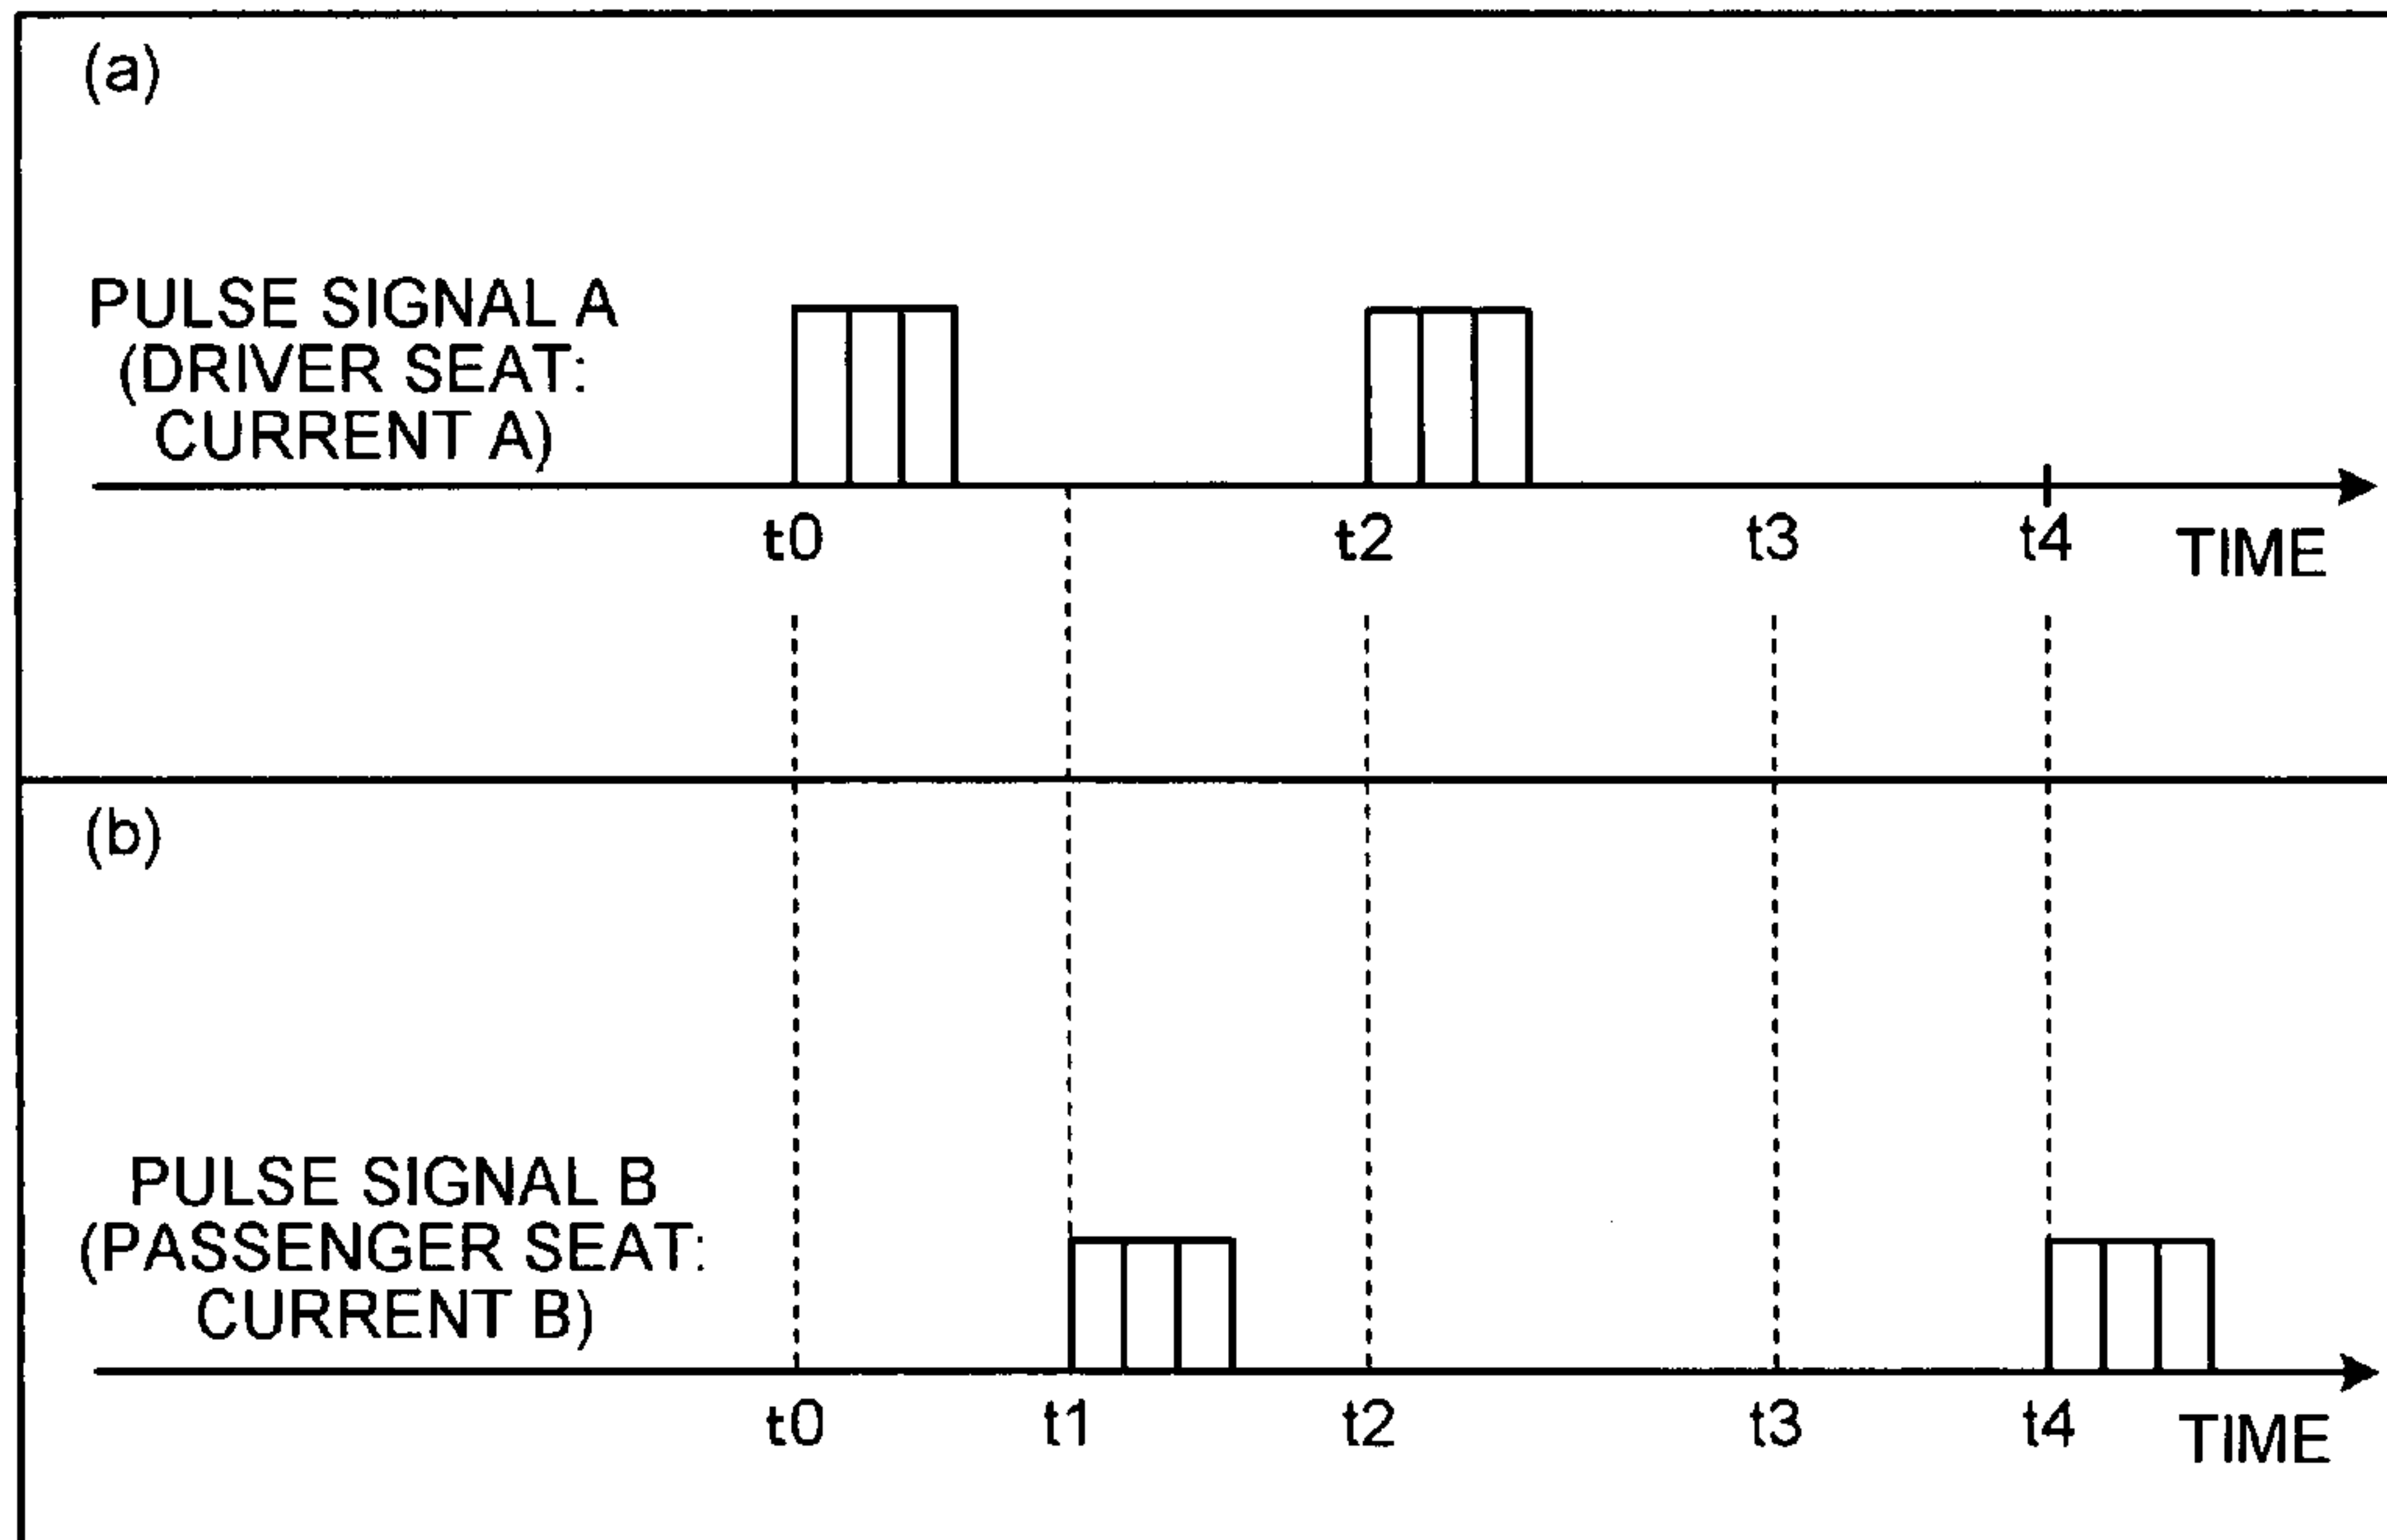 (a)
PULSE SIGNAL A
(DRIVER SEAT:
CURRENT A)
t0 t2 t3 t4 TIME
(b)
PULSE SIGNAL B
(PASSENGER SEAT:
CURRENT B)
t0 t1 t2 t3 t4 TIME